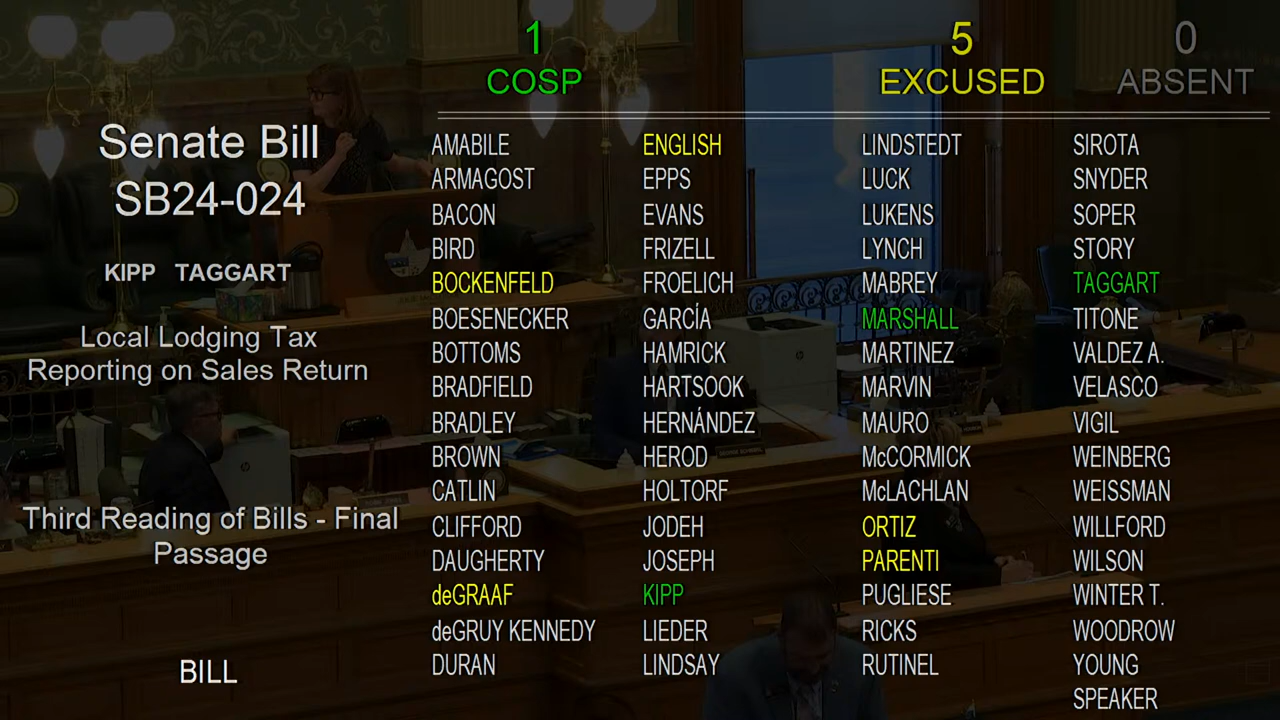 1
COSP
5
EXCUSED
0
ABSENT
Senate Bill
SB24-024
KIPP TAGGART
Local Lodging Tax
Reporting on Sales Return
Third Reading of Bills - Final
Passage
BILL
AMABILE
ARMAGOST
BACON
BIRD
BOCKENFELD
BOESENECKER
BOTTOMS
BRADFIELD
BRADLEY
BROWN
CATLIN
CLIFFORD
DAUGHERTY
deGRAAF
deGRUY KENNEDY
DURAN
ENGLISH
EPPS
EVANS
FRIZELL
FROELICH
GARCÍA
HAMRICK
HARTSOOK
HERNÁNDEZ
HEROD
HOLTORF
JODEH
JOSEPH
KIPP
LIEDER
LINDSAY
LINDSTEDT
LUCK
LUKENS
LYNCH
MABREY
MARSHALL
MARTINEZ
MARVIN
MAURO
McCORMICK
McLACHLAN
ORTIZ
PARENTI
PUGLIESE
RICKS
RUTINEL
SIROTA
SNYDER
SOPER
STORY
TAGGART
TITONE
VALDEZ A.
VELASCO
VIGIL
WEINBERG
WEISSMAN
WILLFORD
WILSON
WINTER T.
WOODROW
YOUNG
SPEAKER